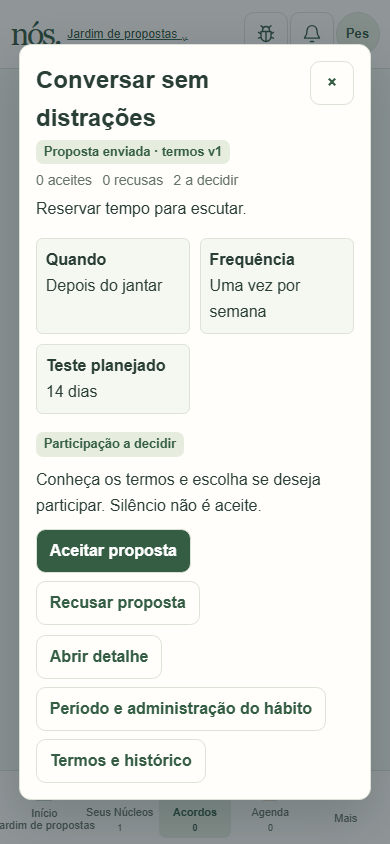 nós. Jardim de propostas Pes
Conversar sem
distrações
×
Proposta enviada · termos v1
0 aceites 0 recusas 2 a decidir
Reservar tempo para escutar.
Quando
Depois do jantar
Frequência
Uma vez por
semana
Teste planejado
14 dias
Participação a decidir
Conheça os termos e escolha se deseja
participar. Silêncio não é aceite.
Aceitar proposta
Recusar proposta
Abrir detalhe
Período e administração do hábito
Termos e histórico
Início
ardim de propostas
Seus Núcleos
1
Acordos
0
Agenda
0
Mais